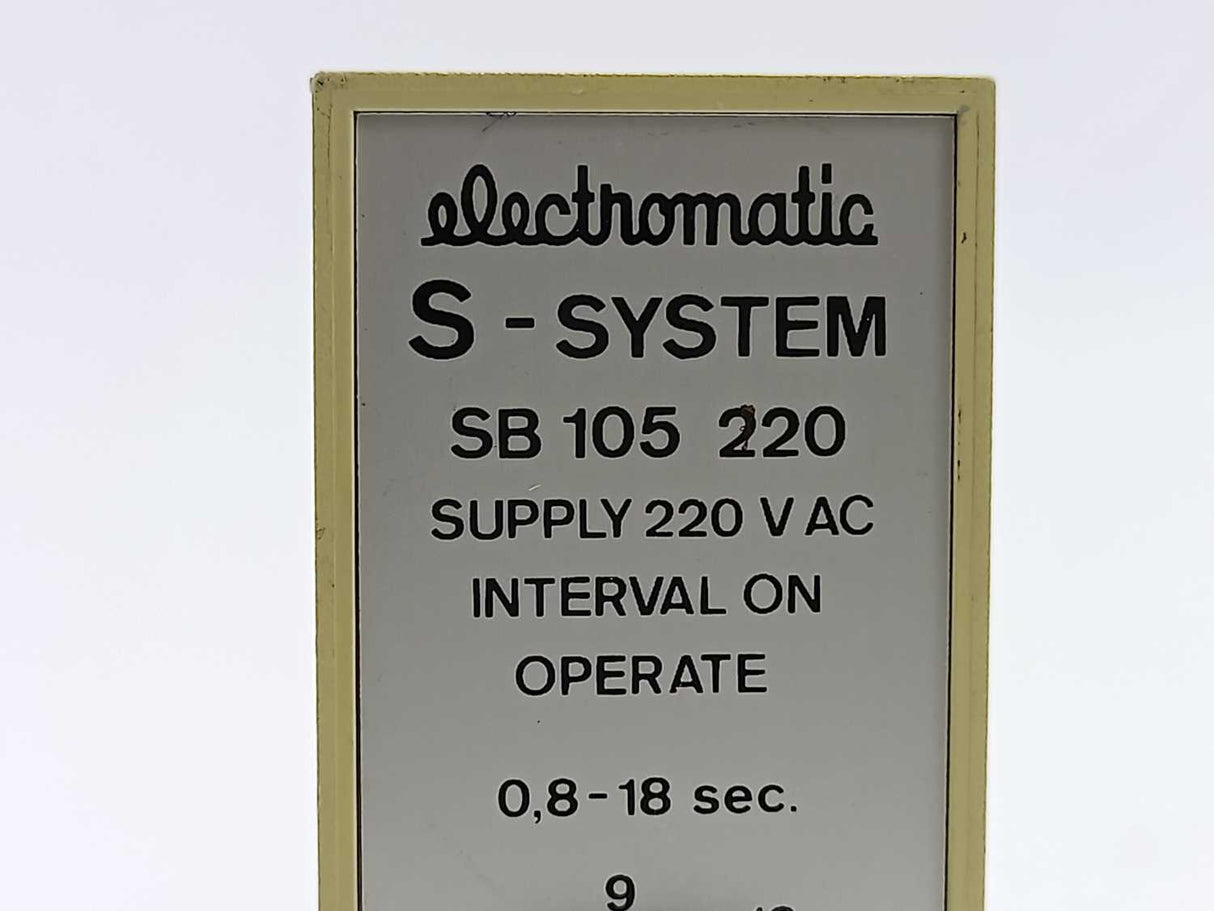 electromatic
S - SYSTEM
SB 105 220
SUPPLY 220 V AC
INTERVAL ON
OPERATE
0,8 - 18 sec.
9